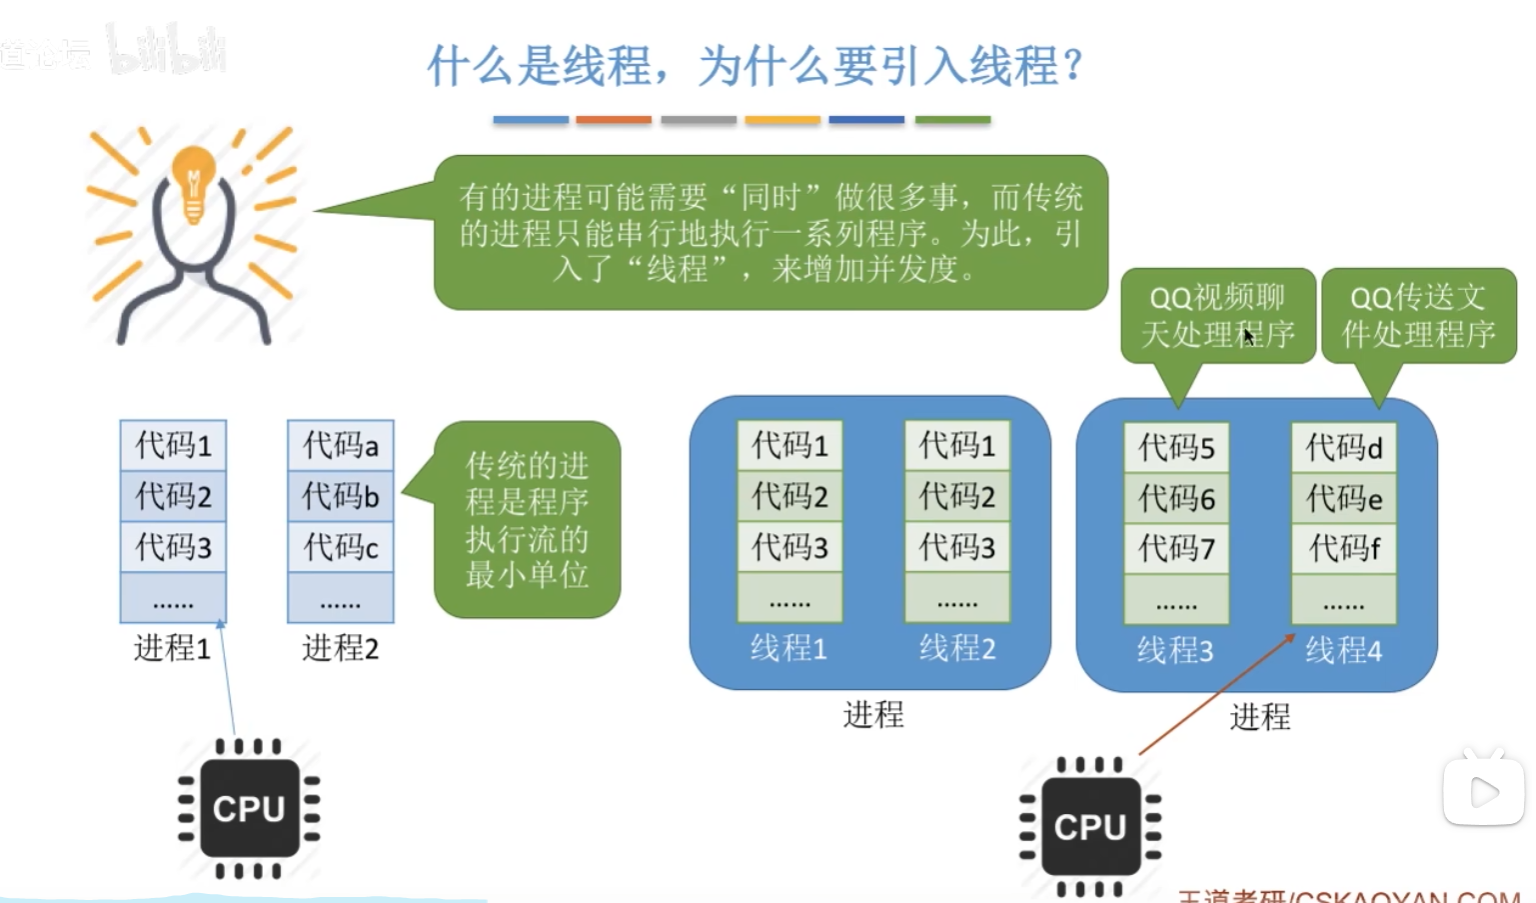 bilibili
什么是线程，为什么要引入线程？
有的进程可能需要“同时”做很多事，而传统
的进程只能串行地执行一系列程序。为此，引
入了“线程”，来增加并发度。
QQ视频聊
天处理程序
QQ传送文
件处理程序
代码1
代码2
代码3
......
进程1
代码a
代码b
代码c
......
进程2
传统的进
程是程序
执行流的
最小单位
代码1
代码2
代码3
......
线程1
代码1
代码2
代码3
......
线程2
进程
代码5
代码6
代码7
......
线程3
代码d
代码e
代码f
......
线程4
进程
CPU
CPU
王道考研/CSKAOYAN.COM